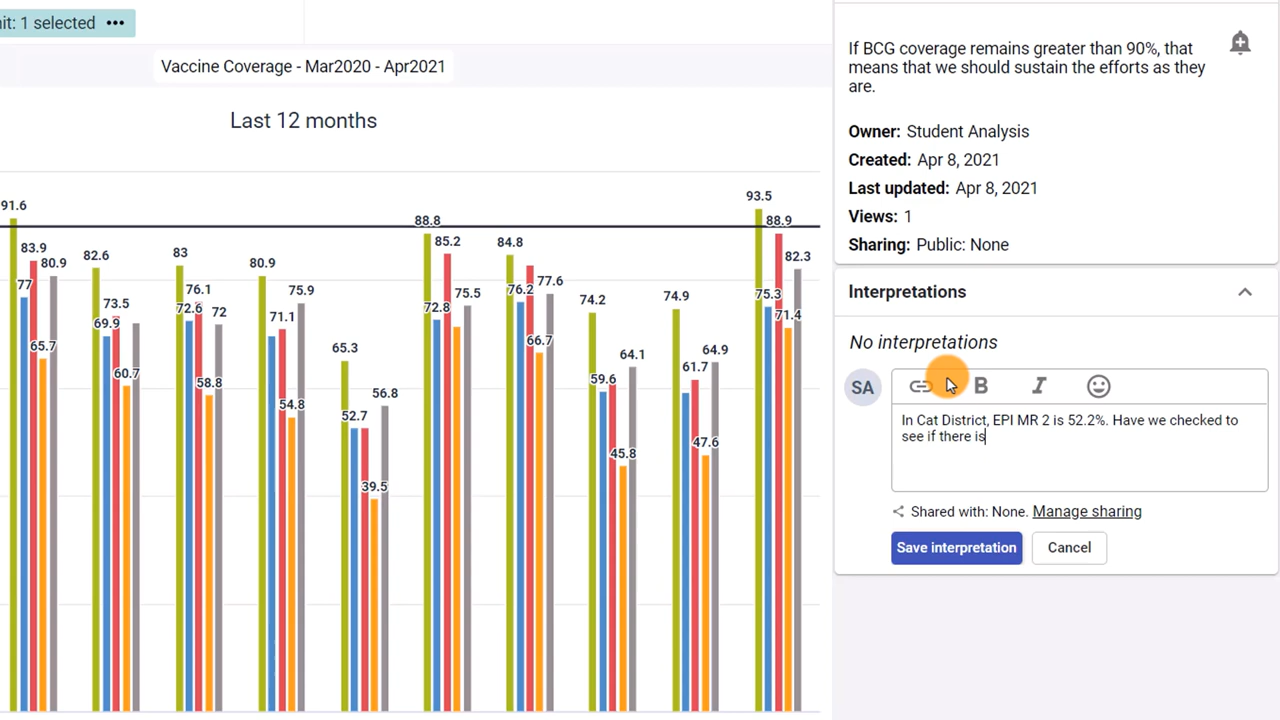 it: 1 selected •••
Vaccine Coverage - Mar2020 - Apr2021
Last 12 months
91.6
77
83.9
65.7
80.9
82.6
69.9
73.5
60.7
83
72.6
76.1
58.8
72
80.9
71.1
54.8
75.9
65.3
52.7
39.5
56.8
88.8
72.8
85.2
75.5
84.8
76.2
66.7
77.6
74.2
59.6
45.8
64.1
74.9
61.7
47.6
64.9
93.5
75.3
88.9
71.4
82.3
If BCG coverage remains greater than 90%, that
means that we should sustain the efforts as they
are.
Owner: Student Analysis
Created: Apr 8, 2021
Last updated: Apr 8, 2021
Views: 1
Sharing: Public: None
Interpretations
No interpretations
SA
B I
In Cat District, EPI MR 2 is 52.2%. Have we checked to
see if there is
Shared with: None. Manage sharing
Save interpretation
Cancel